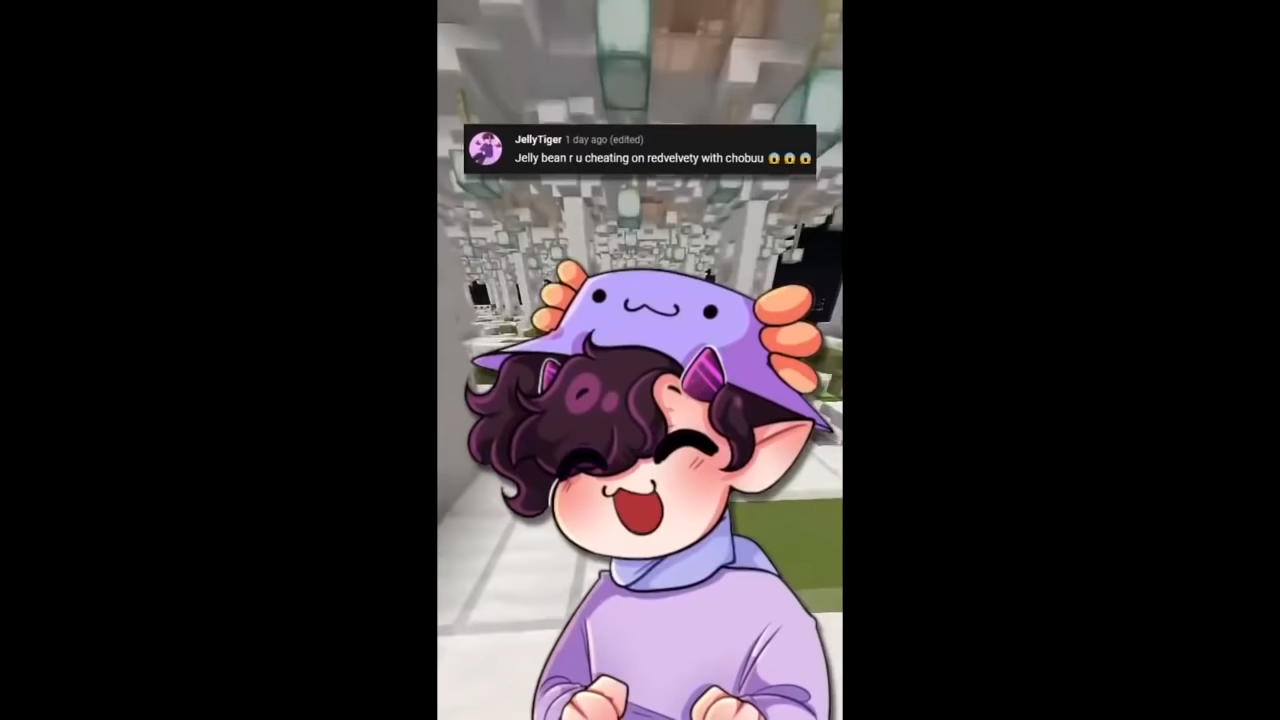 JellyTiger 1 day ago (edited)
Jelly bean r u cheating on redvelvety with chobuu 😱 😱 😱